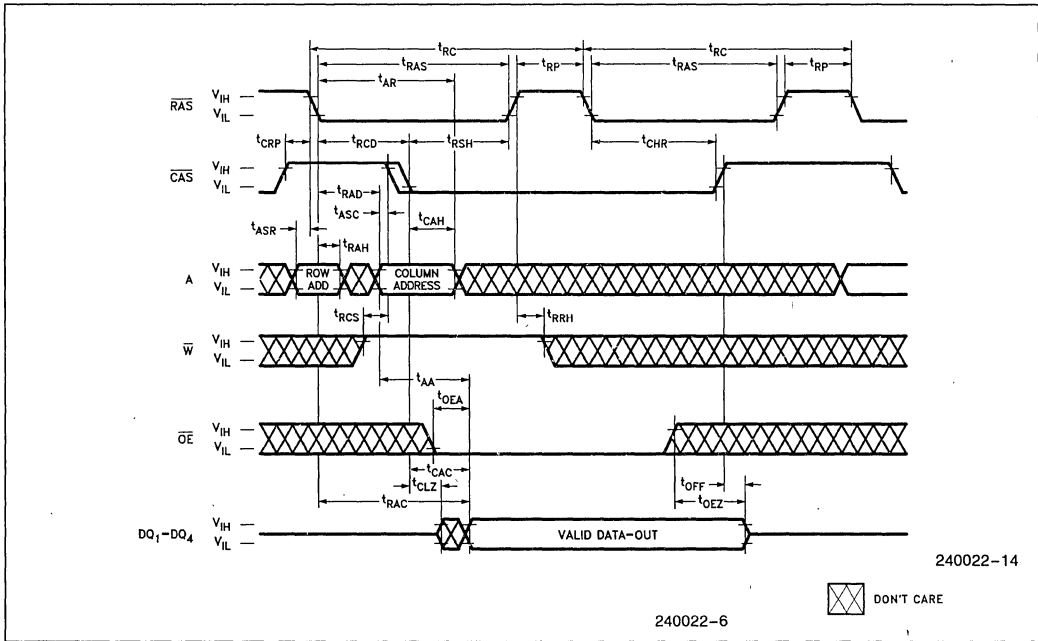 tRC tRC
tRAS tRP tRAS tRP
tAR
RAS VIH
VIL
tCRP tRCD tRSH tCHR
CAS VIH
VIL
tRAD
tASC tCAH
tASR tRAH
A VIH
VIL
ROW ADD
COLUMN ADDRESS
tRCS tRRH
W VIH
VIL
tAA
tOEA
OE VIH
VIL
tCAC
tCLZ tOFF
tRAC tOEZ
DQ1-DQ4 VIH
VIL
VALID DATA-OUT
240022-14
DON'T CARE
240022-6